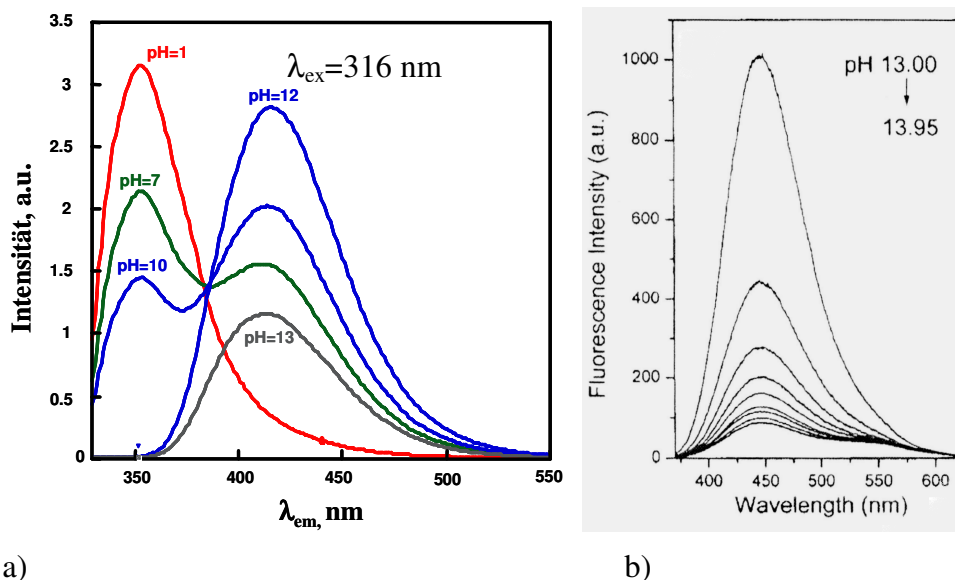 3.5
3
2.5
2
1.5
1
0.5
0
Intensität, a.u.
pH=1
λex=316 nm
pH=12
pH=7
pH=10
pH=13
350 400 450 500 550
λem, nm
1000
800
600
400
200
0
Fluorescence Intensity (a.u.)
pH 13.00
13.95
400 450 500 550 600
Wavelength (nm)
a) b)